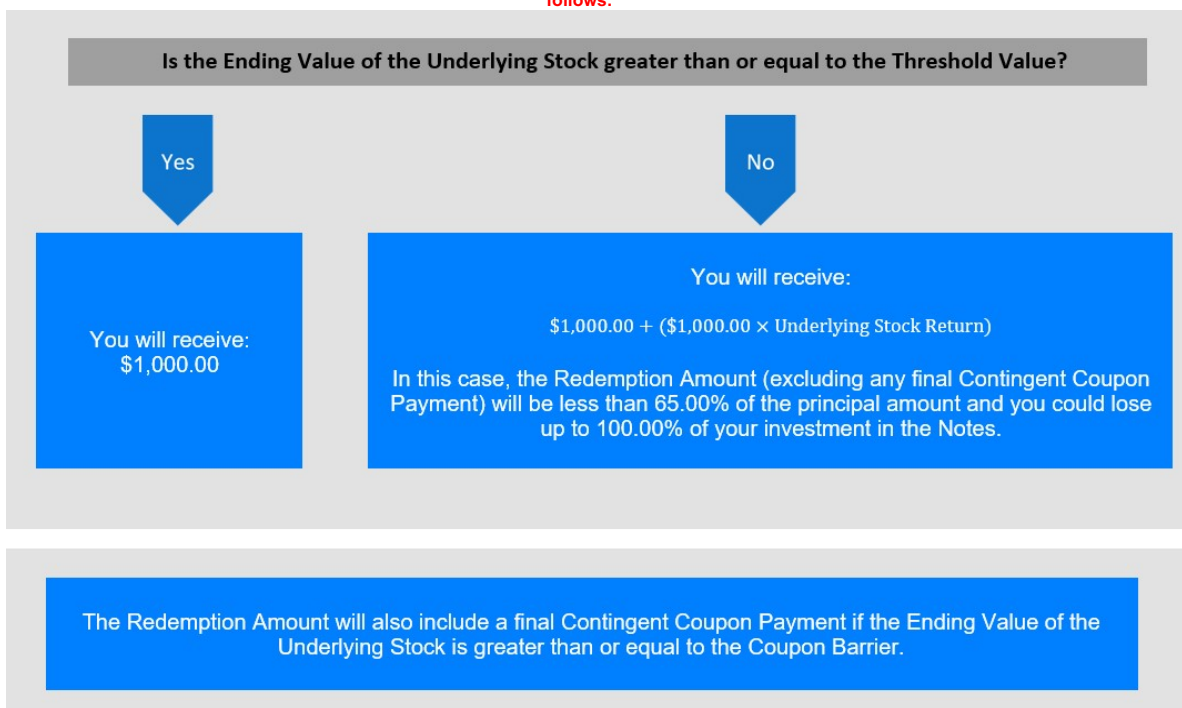 follows:
Is the Ending Value of the Underlying Stock greater than or equal to the Threshold Value?
Yes
No
You will receive:
$1,000.00
You will receive:
$1,000.00 + ($1,000.00 × Underlying Stock Return)
In this case, the Redemption Amount (excluding any final Contingent Coupon
Payment) will be less than 65.00% of the principal amount and you could lose
up to 100.00% of your investment in the Notes.
The Redemption Amount will also include a final Contingent Coupon Payment if the Ending Value of the
Underlying Stock is greater than or equal to the Coupon Barrier.